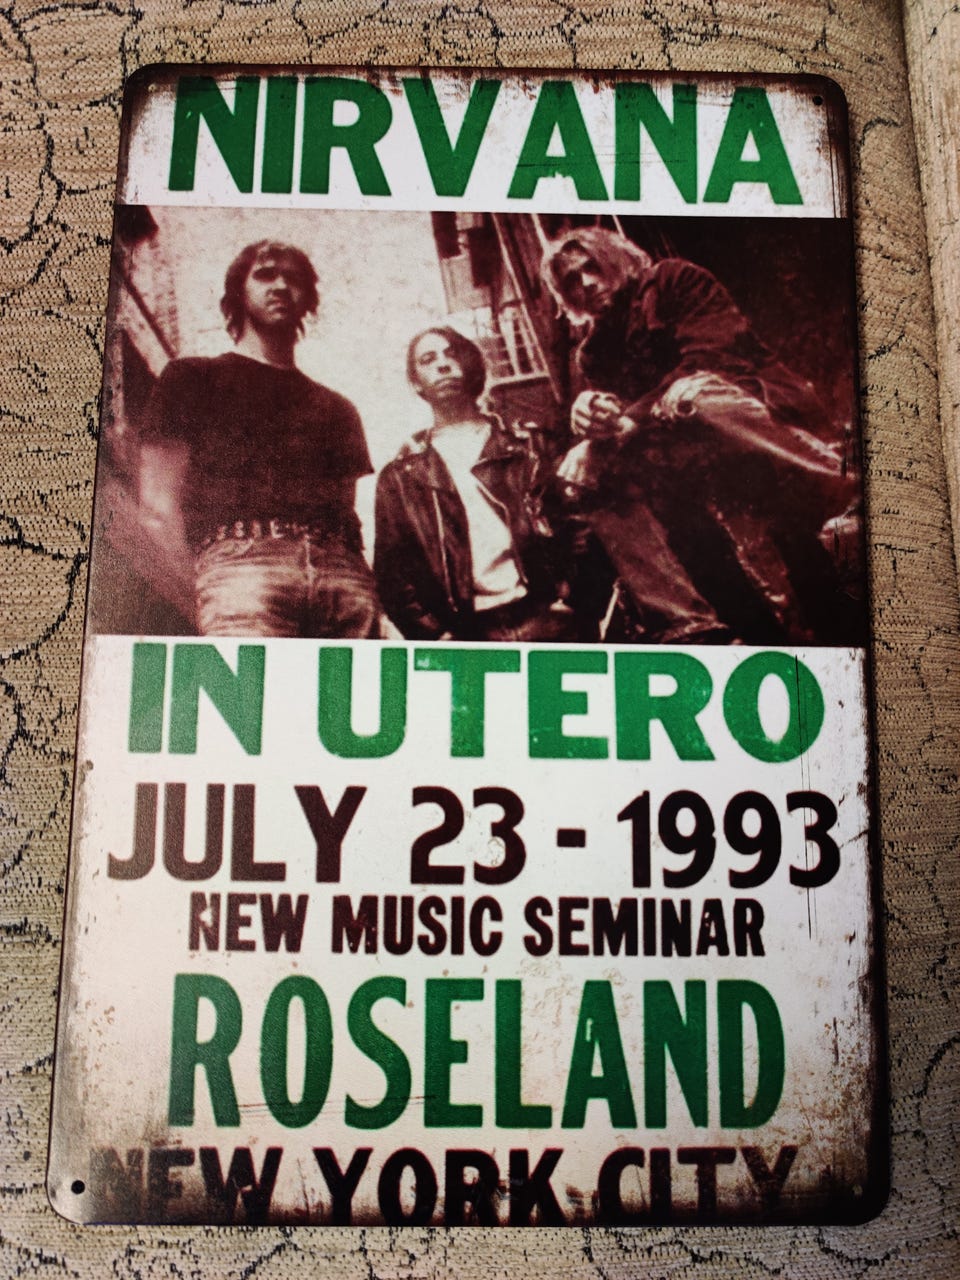 NIRVANA
IN UTERO
JULY 23 - 1993
NEW MUSIC SEMINAR
ROSELAND
NEW YORK CITY